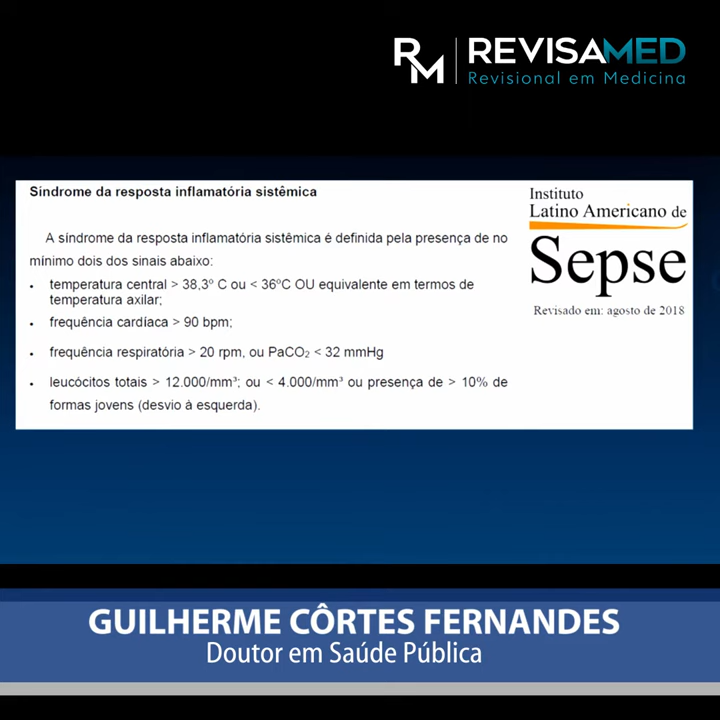 RM REVISAMED
Revisional em Medicina
Síndrome da resposta inflamatória sistêmica
A síndrome da resposta inflamatória sistêmica é definida pela presença de no
mínimo dois dos sinais abaixo:
• temperatura central > 38,3º C ou < 36ºC OU equivalente em termos de
temperatura axilar;
• frequência cardíaca > 90 bpm;
• frequência respiratória > 20 rpm, ou PaCO₂ < 32 mmHg
• leucócitos totais > 12.000/mm³; ou < 4.000/mm³ ou presença de > 10% de
formas jovens (desvio à esquerda).
Instituto
Latino Americano de
Sepse
Revisado em: agosto de 2018
GUILHERME CÔRTES FERNANDES
Doutor em Saúde Pública